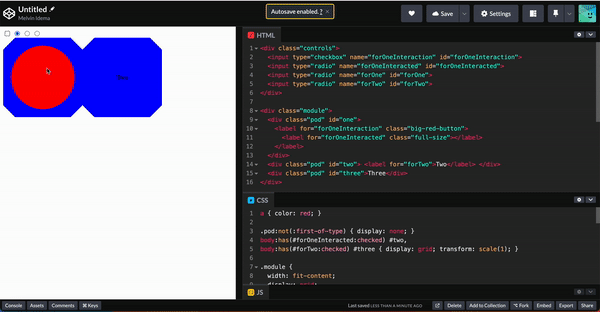 Untitled
Melvin Idema
Autosave enabled. ? ×
Save
Settings
HTML
1 <div class="controls">
2 <input type="checkbox" name="forOneInteraction" id="forOneInteraction">
3 <input type="radio" name="forOneInteracted" id="forOneInteracted">
4 <input type="radio" name="forOne" id="forOne">
5 <input type="radio" name="forTwo" id="forTwo">
6 </div>
7
8 <div class="module">
9 <div class="pod" id="one">
10 <label for="forOneInteraction" class="big-red-button">
11 <label for="forOneInteracted" class="full-size"></label>
12 </label>
13 </div>
14 <div class="pod" id="two"> <label for="forTwo">Two</label> </div>
15 <div class="pod" id="three">Three</div>
16 </div>
CSS
1 a { color: red; }
2
3 .pod:not(:first-of-type) { display: none; }
4 body:has(#forOneInteracted:checked) #two,
5 body:has(#forTwo:checked) #three { display: grid; transform: scale(1); }
6
7 .module {
8 width: fit-content;
9 display: grid;
JS
Console
Assets
Comments
⌘ Keys
Last saved LESS THAN A MINUTE AGO
Delete
Add to Collection
Fork
Embed
Export
Share